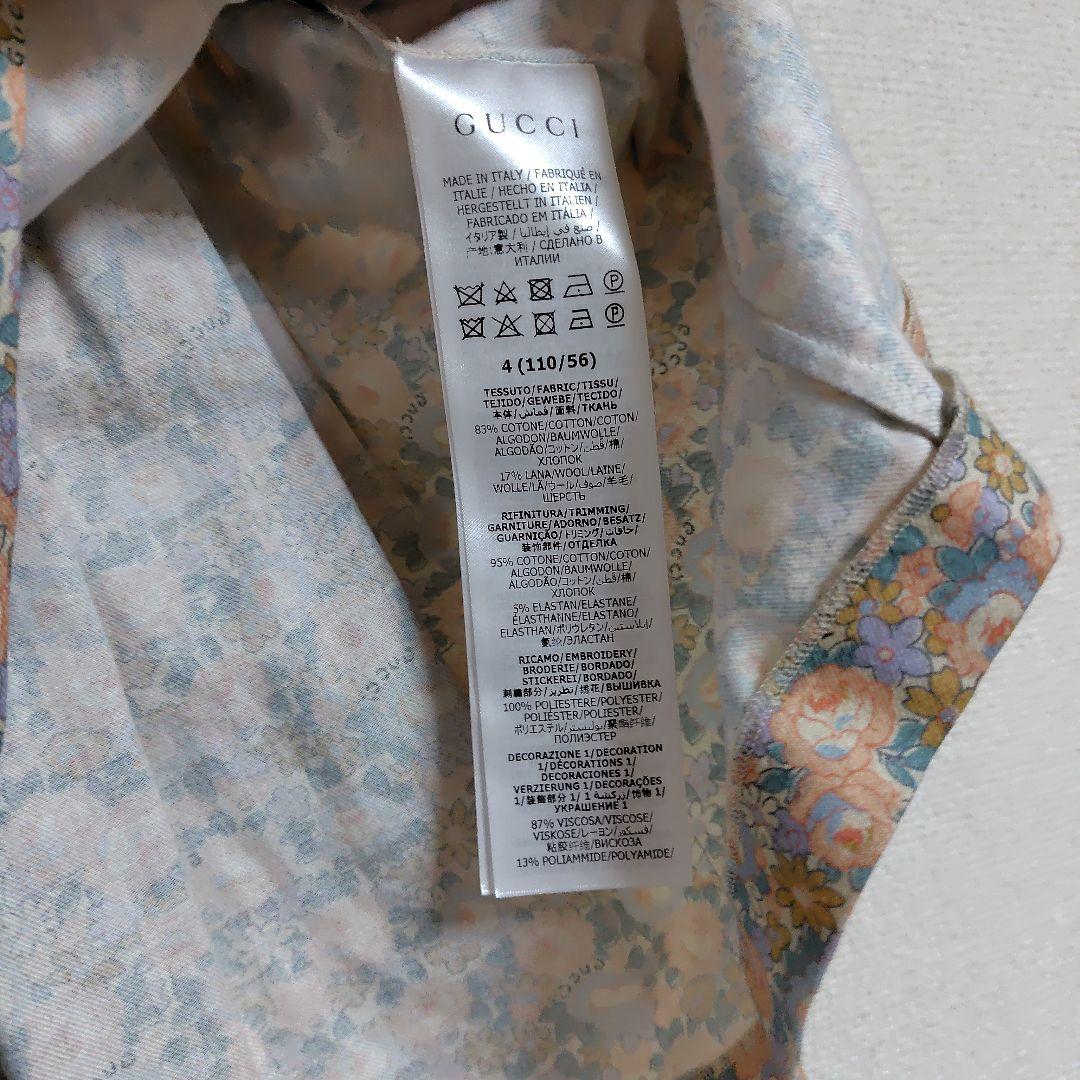 GUCCI
MADE IN ITALY / FABRIQUÉ EN
ITALIE / HECHO EN ITALIA /
HERGESTELLT IN ITALIEN /
FABRICADO EM ITÁLIA /
イタリア製 / صنع في إيطاليا /
产地:意大利 / СДЕЛАНО В
ИТАЛИИ
P
P
4 (110/56)
TESSUTO/FABRIC/TISSU/
TEJIDO/GEWEBE/TECIDO/
本体/قماش/面料/ТКАНЬ
83% COTONE/COTTON/COTON/
ALGODON/BAUMWOLLE/
ALGODÃO/コットン/قطن/棉/
ХЛОПОК
17% LANA/WOOL/LAINE/
WOLLE/LÃ/ウール/صوف/羊毛/
ШЕРСТЬ
RIFINITURA/TRIMMING/
GARNITURE/ADORNO/BESATZ/
GUARNIÇÃO/トリミング/حافات/
装饰部件/ОТДЕЛКА
95% COTONE/COTTON/COTON/
ALGODON/BAUMWOLLE/
ALGODÃO/コットン/قطن/棉/
ХЛОПОК
5% ELASTAN/ELASTANE/
ÉLASTHANNE/ELASTANO/
ELASTHAN/ポリウレタン/إيلاستين/
氨纶/ЭЛАСТАН
RICAMO/EMBROIDERY/
BRODERIE/BORDADO/
STICKEREI/BORDADO/
刺繍部分/تطريز/绣花/ВЫШИВКА
100% POLIESTERE/POLYESTER/
POLIÉSTER/POLIESTER/
ポリエステル/بوليستر/聚酯纤维/
ПОЛИЭСТЕР
DECORAZIONE 1/DECORATION
1/DÉCORATIONS 1/
DECORACIONES 1/
VERZIERUNG 1/DECORAÇÕES
1/装飾部分 1/زركشة 1/饰物 1/
УКРАШЕНИЕ 1
87% VISCOSA/VISCOSE/
VISKOSE/レーヨン/فسكوز/
粘胶纤维/ВИСКОЗА
13% POLIAMMIDE/POLYAMIDE/
GUCCI
GUCCI
GUCCI
GUCCI